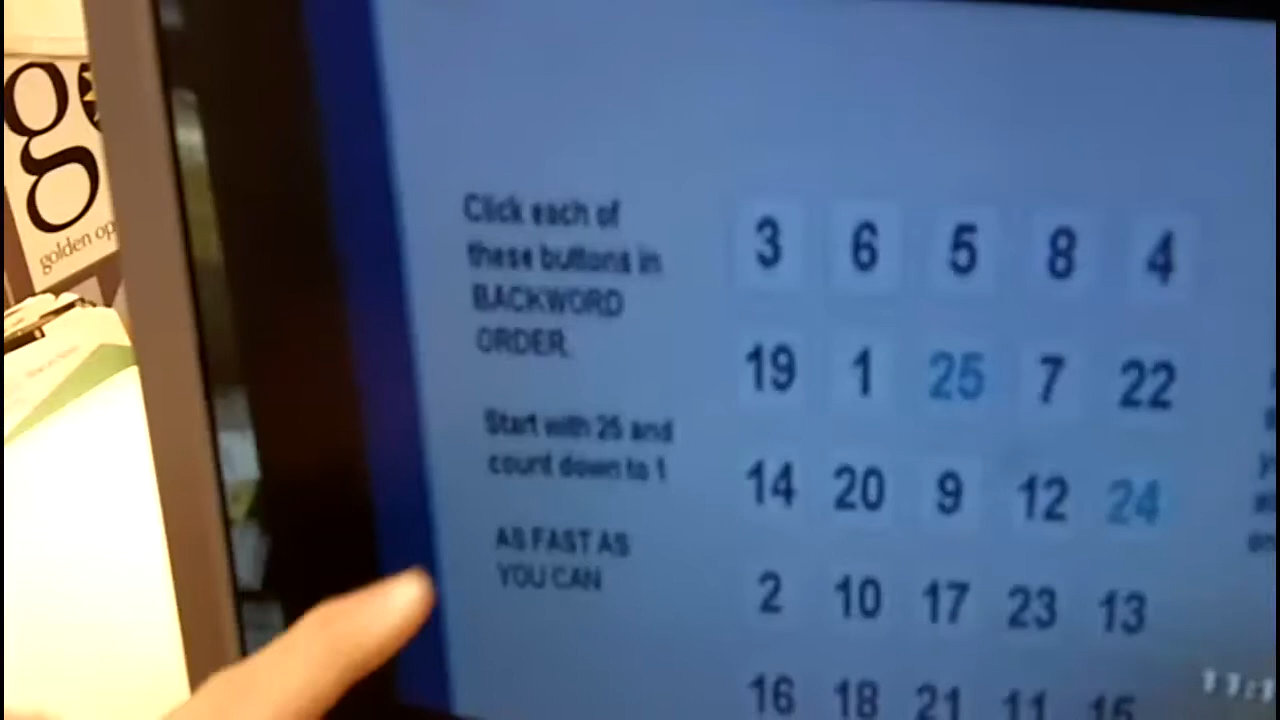 g
golden op
Click each of
these buttons in
BACKWORD
ORDER.
Start with 25 and
count down to 1
AS FAST AS
YOU CAN
3 6 5 8 4
19 1 25 7 22
14 20 9 12 24
2 10 17 23 13
16 18 21 11 15